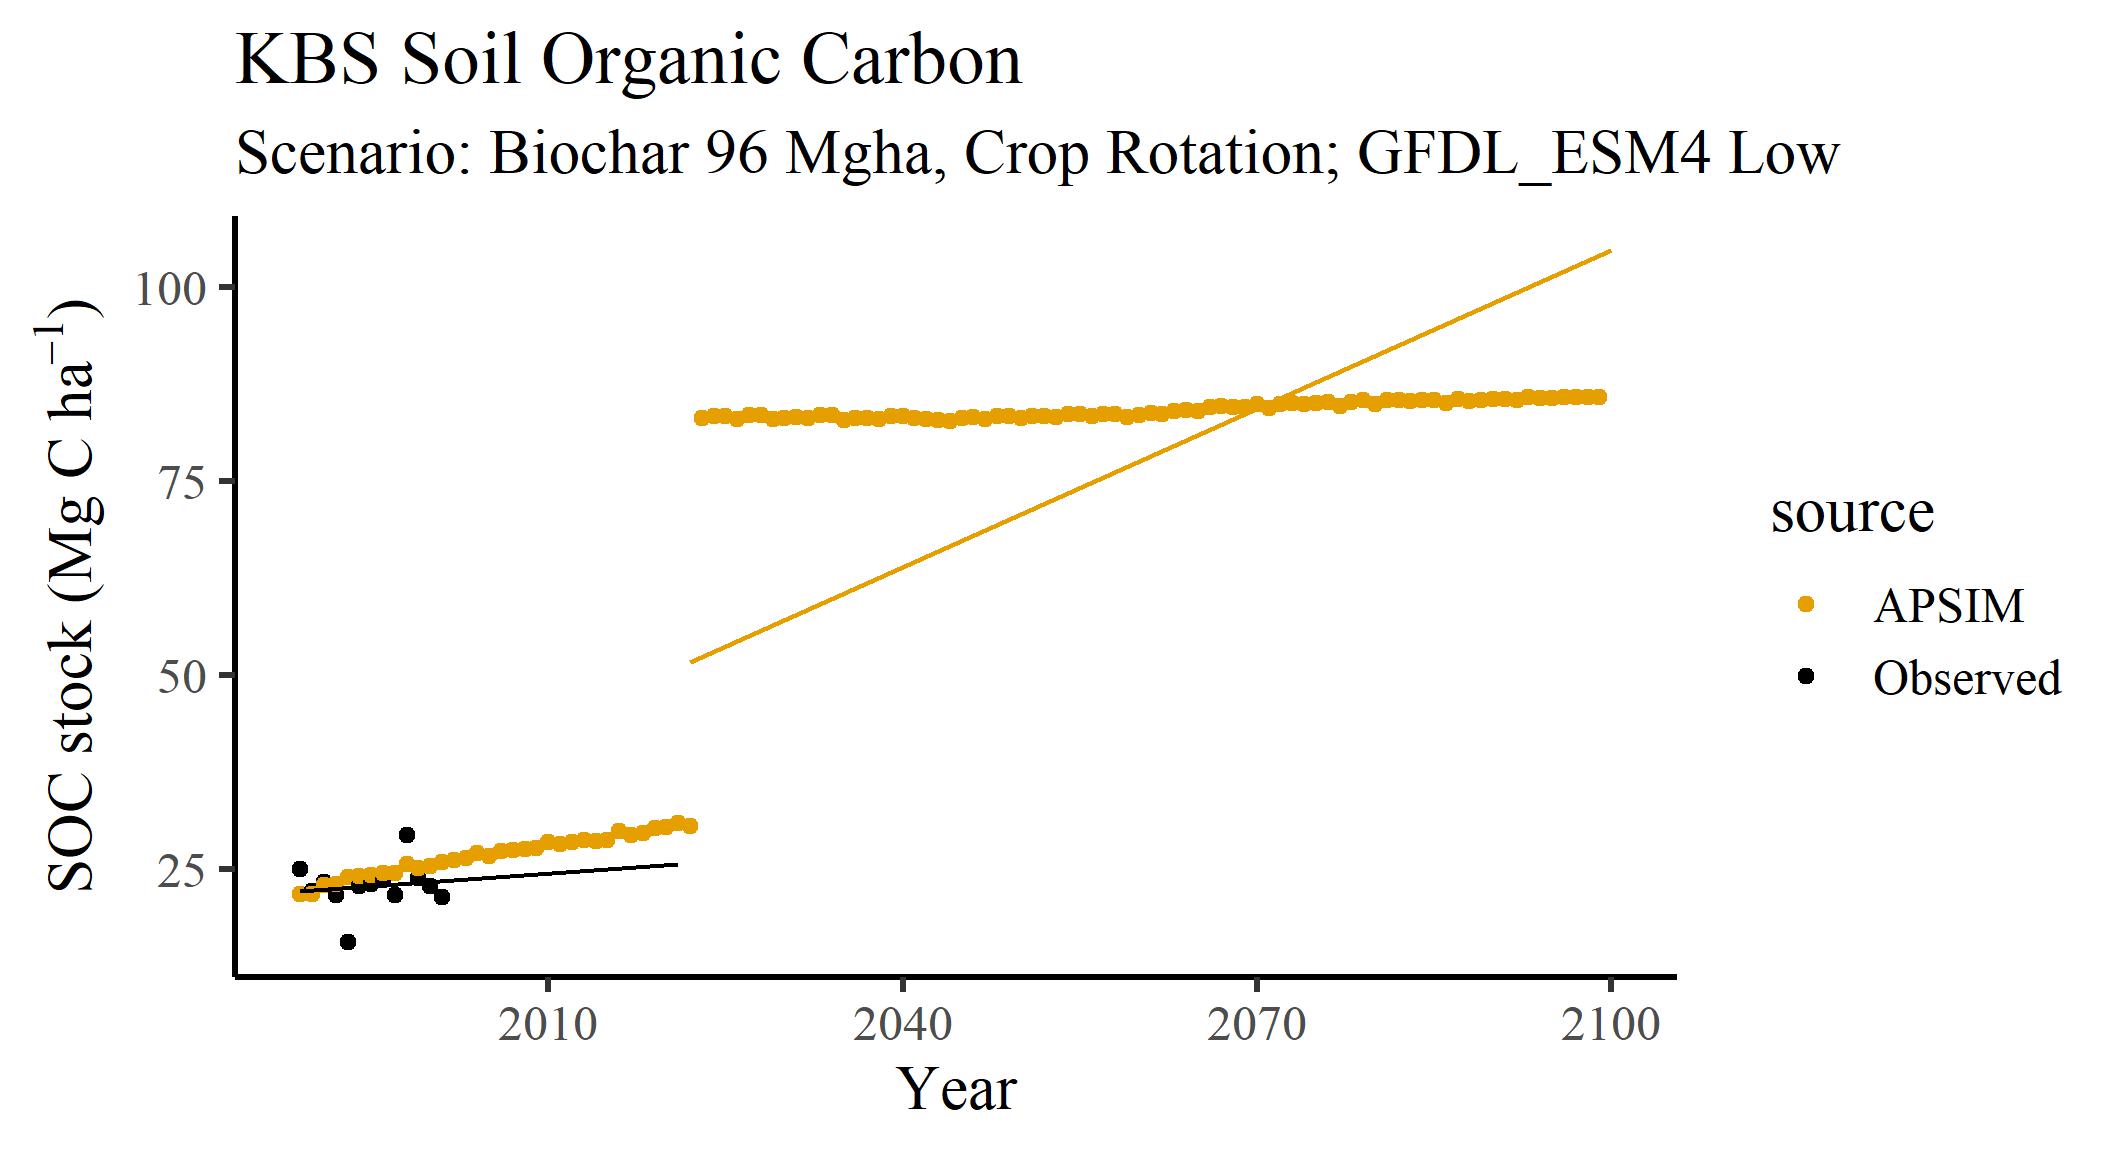 KBS Soil Organic Carbon
Scenario: Biochar 96 Mgha, Crop Rotation; GFDL_ESM4 Low
SOC stock (Mg C ha⁻¹)
100
75
50
25
2010 2040 2070 2100
Year
source
APSIM
Observed